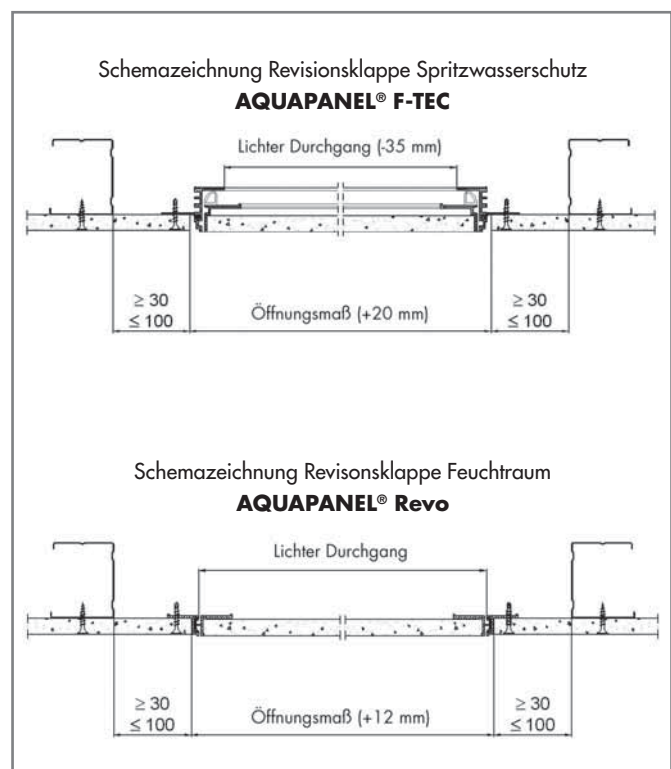 Schemazeichnung Revisionsklappe Spritzwasserschutz
AQUAPANEL® F-TEC
Lichter Durchgang (-35 mm)
≥ 30
≤ 100
Öffnungsmaß (+20 mm)
≥ 30
≤ 100
Schemazeichnung Revisonsklappe Feuchtraum
AQUAPANEL® Revo
Lichter Durchgang
≥ 30
≤ 100
Öffnungsmaß (+12 mm)
≥ 30
≤ 100